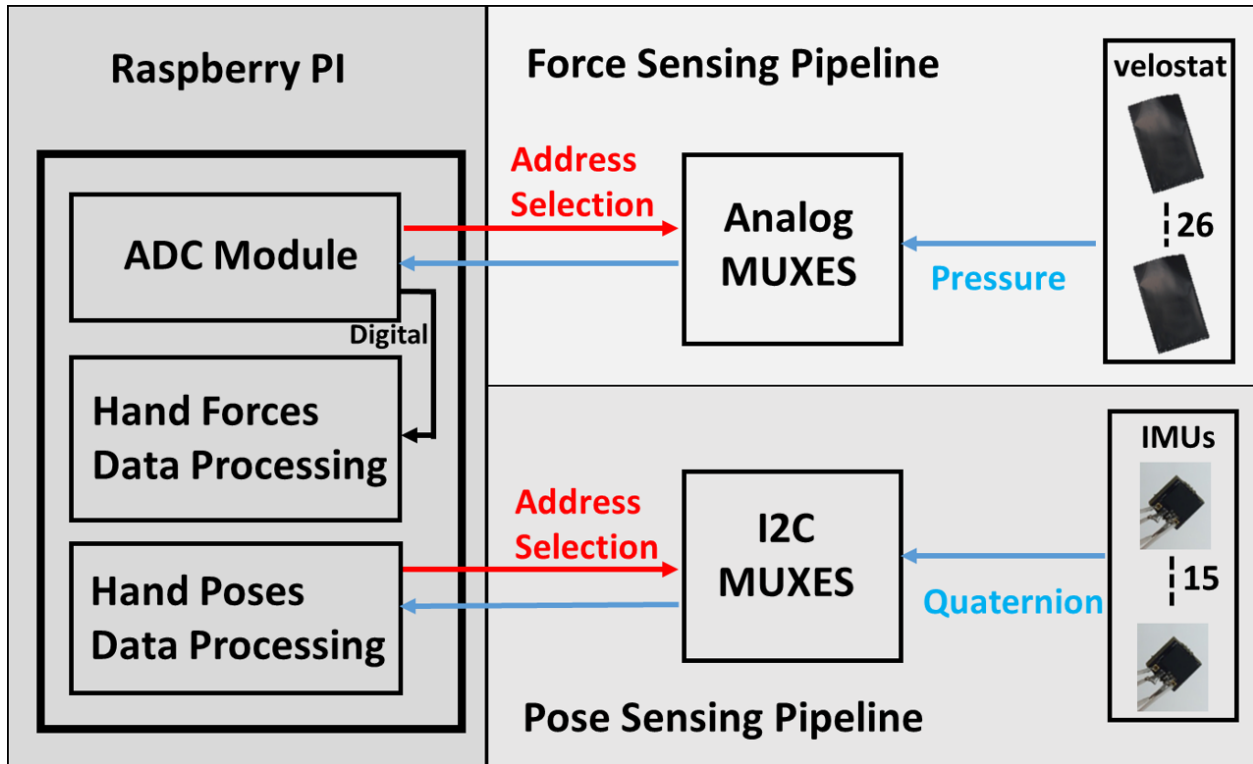 Raspberry PI
ADC Module
Digital
Hand Forces
Data Processing
Hand Poses
Data Processing
Force Sensing Pipeline
Address
Selection
Analog
MUXES
Pressure
velostat
26
Address
Selection
I2C
MUXES
Quaternion
IMUs
15
Pose Sensing Pipeline